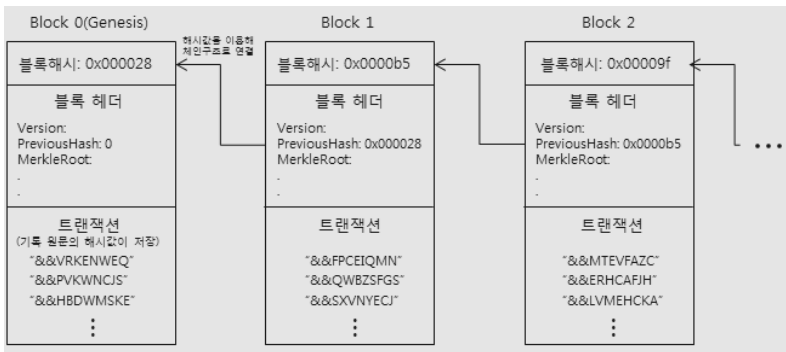 Block 0(Genesis)
블록해시: 0x000028
블록 헤더
Version:
PreviousHash: 0
MerkleRoot:
.
.
트랜잭션
(기록 원문의 해시값이 저장)
"&&VRKENWEQ"
"&&PVKWNCJS"
"&&HBDWMSKE"
해시값을 이용해
체인구조로 연결
Block 1
블록해시: 0x0000b5
블록 헤더
Version:
PreviousHash: 0x000028
MerkleRoot:
.
.
트랜잭션
"&&FPCEIQMN"
"&&QWBZSFGS"
"&&SXVNYECJ"
Block 2
블록해시: 0x00009f
블록 헤더
Version:
PreviousHash: 0x0000b5
MerkleRoot:
.
.
트랜잭션
"&&MTEVFAZC"
"&&ERHCAFJH"
"&&LVMEHCKA"